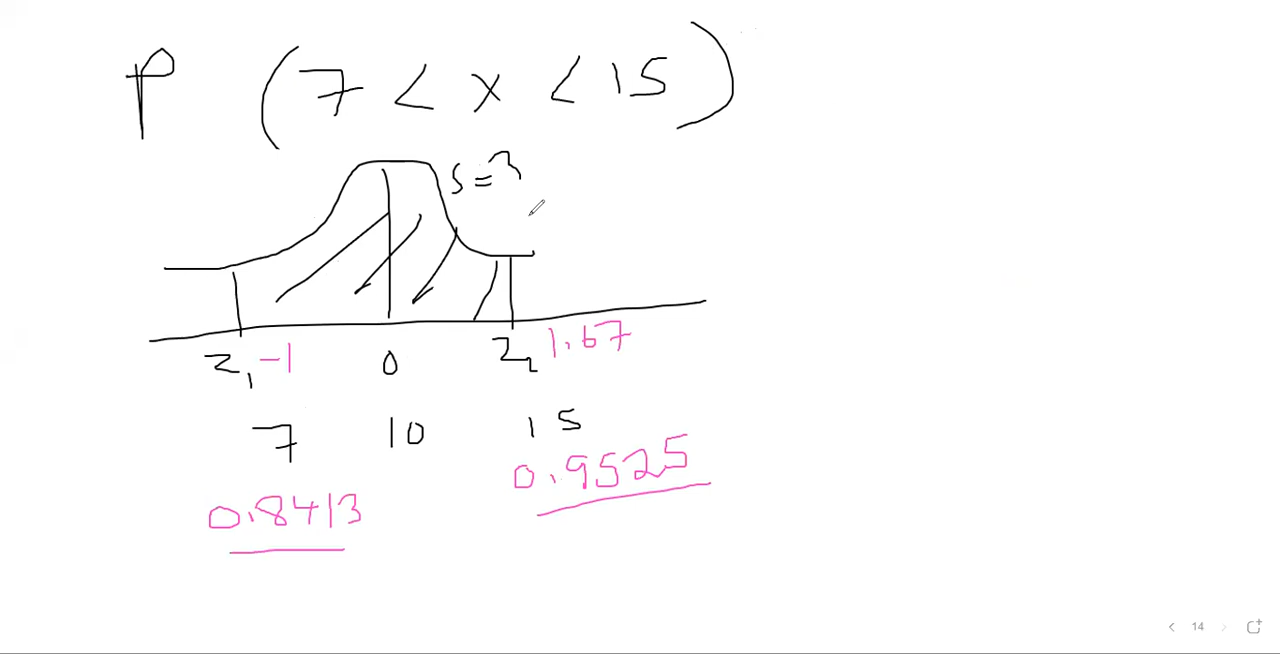 P (7 < x < 15)
s=3
z₁ -1 0 z₂ 1.67
7 10 15
0.8413 0.9525
14